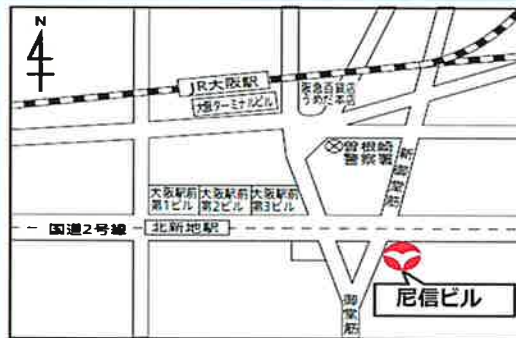 N
JR大阪駅
大阪ターミナルビル
阪急百貨店
うめだ本店
曽根崎
警察署
新御堂筋
大阪駅前
第1ビル
大阪駅前
第2ビル
大阪駅前
第3ビル
国道2号線
北新地駅
尼信ビル
御堂筋